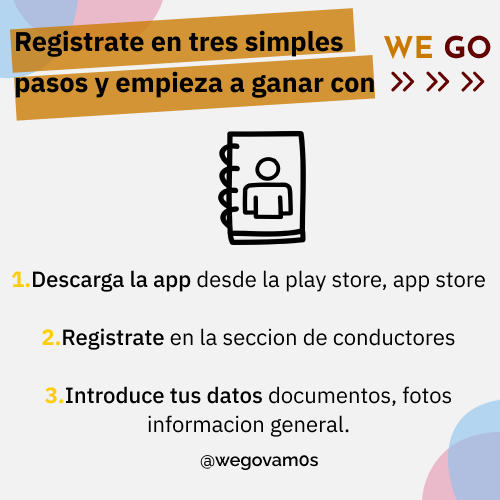 Registrate en tres simples
pasos y empieza a ganar con
WE GO
1.Descarga la app desde la play store, app store
2.Registrate en la seccion de conductores
3.Introduce tus datos documentos, fotos
informacion general.
@wegovam0s